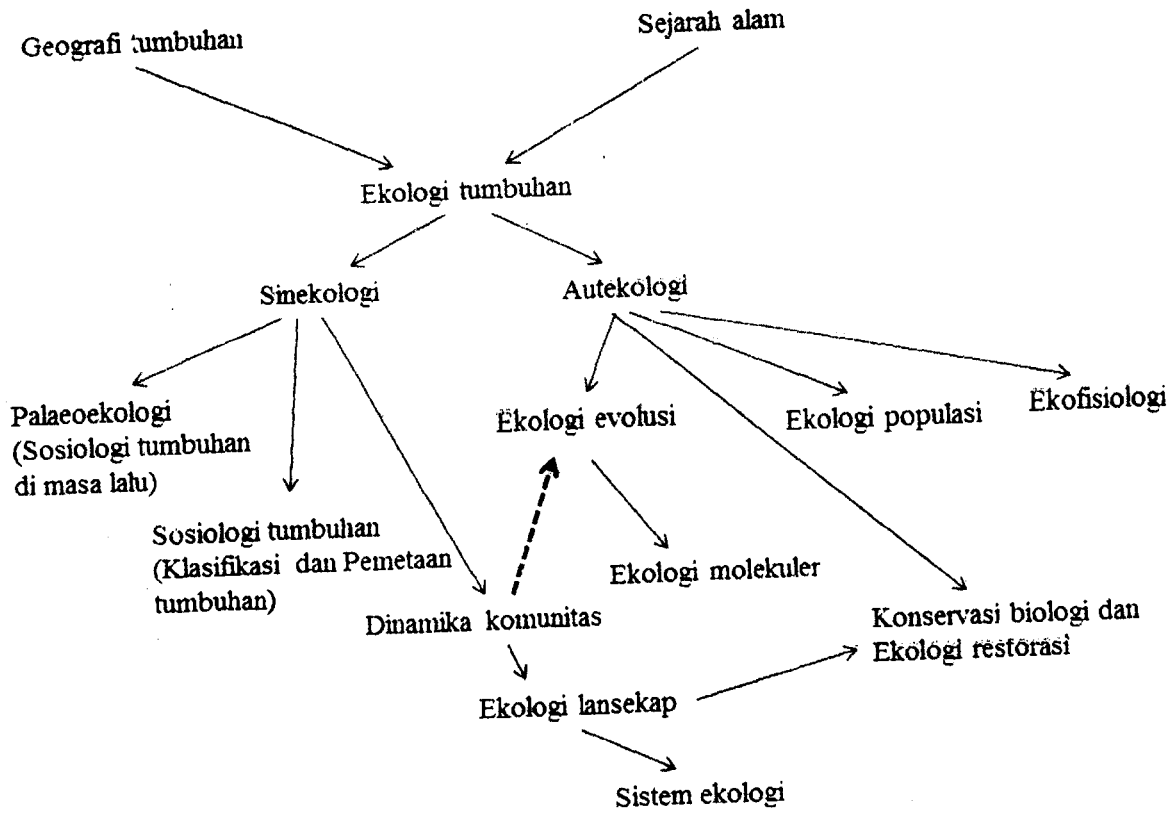 Sejarah alam
Geografi tumbuhan
Ekologi tumbuhan
Sinekologi
Autekologi
Palaeoekologi
(Sosiologi tumbuhan
di masa lalu)
Ekologi evolusi
Ekologi populasi
Ekofisiologi
Sosiologi tumbuhan
(Klasifikasi dan Pemetaan
tumbuhan)
Ekologi molekuler
Dinamika komunitas
Konservasi biologi dan
Ekologi restorasi
Ekologi lansekap
Sistem ekologi